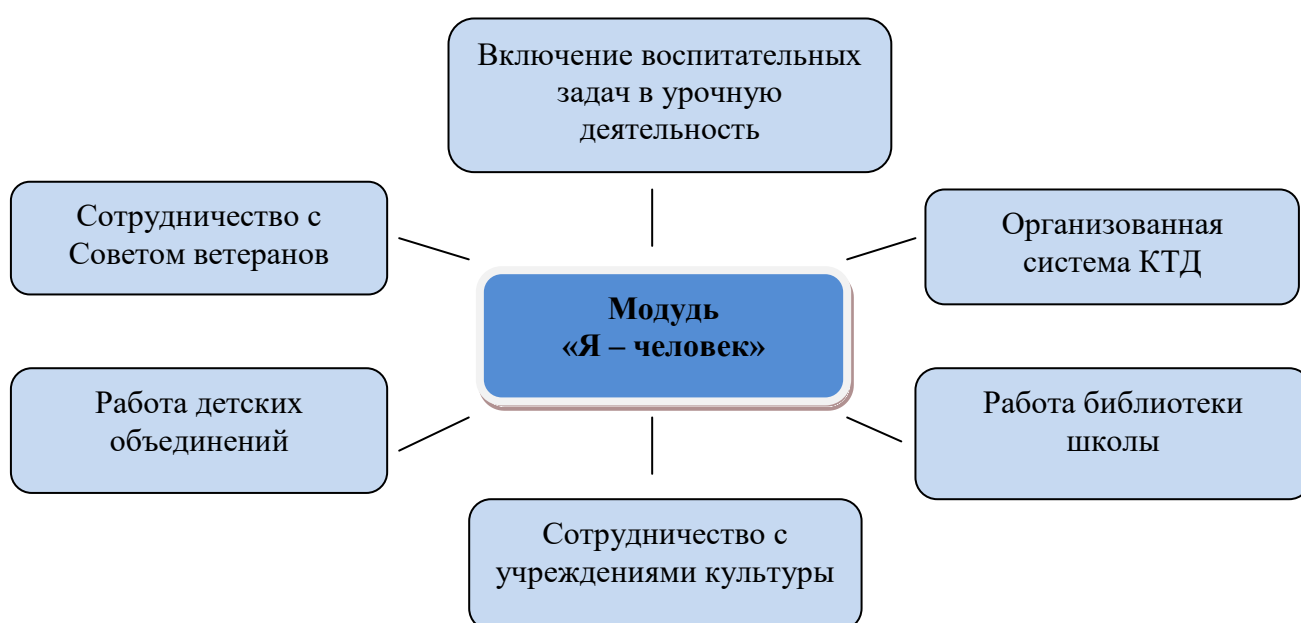 Включение воспитательных
задач в урочную
деятельность
Сотрудничество с
Советом ветеранов
Организованная
система КТД
Модудь
«Я – человек»
Работа детских
объединений
Работа библиотеки
школы
Сотрудничество с
учреждениями культуры